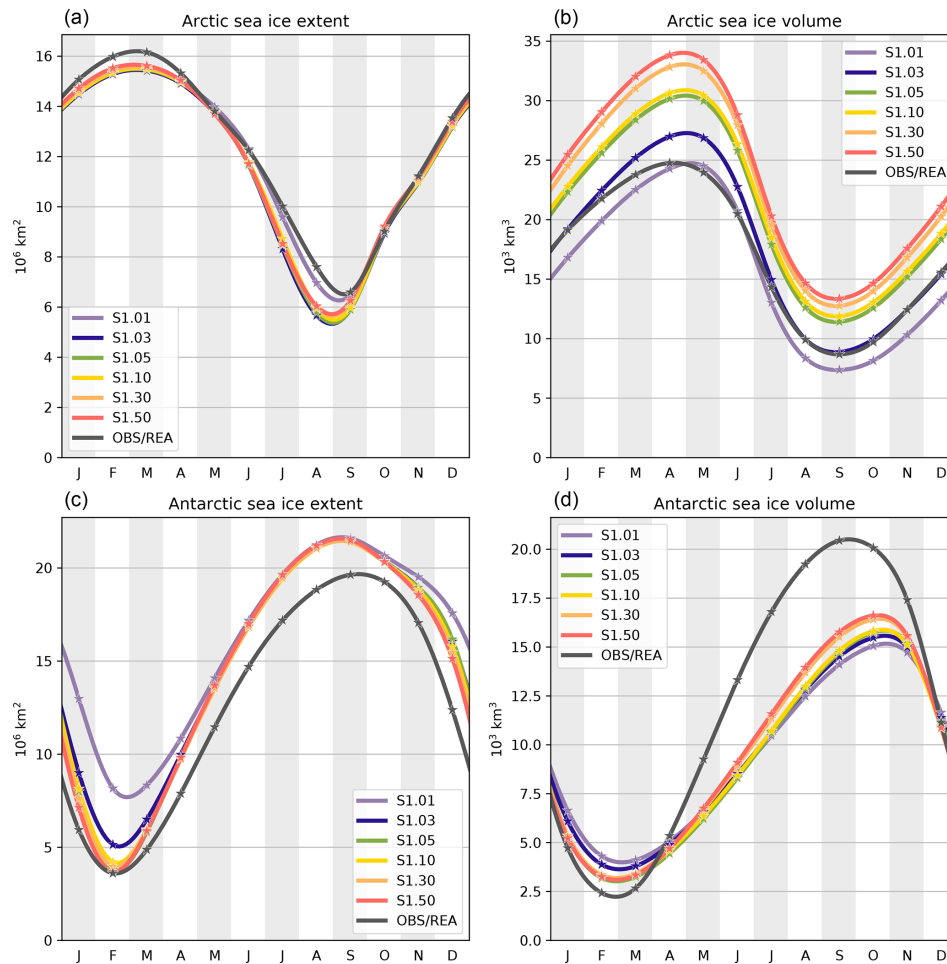 (a)
Arctic sea ice extent
16
14
12
10
8
6
4
2
0
10⁶ km²
S1.01
S1.03
S1.05
S1.10
S1.30
S1.50
OBS/REA
J F M A M J J A S O N D
(b)
Arctic sea ice volume
35
30
25
20
15
10
5
0
10³ km³
S1.01
S1.03
S1.05
S1.10
S1.30
S1.50
OBS/REA
J F M A M J J A S O N D
(c)
Antarctic sea ice extent
20
15
10
5
0
10⁶ km²
S1.01
S1.03
S1.05
S1.10
S1.30
S1.50
OBS/REA
J F M A M J J A S O N D
(d)
Antarctic sea ice volume
20.0
17.5
15.0
12.5
10.0
7.5
5.0
2.5
0.0
10³ km³
S1.01
S1.03
S1.05
S1.10
S1.30
S1.50
OBS/REA
J F M A M J J A S O N D